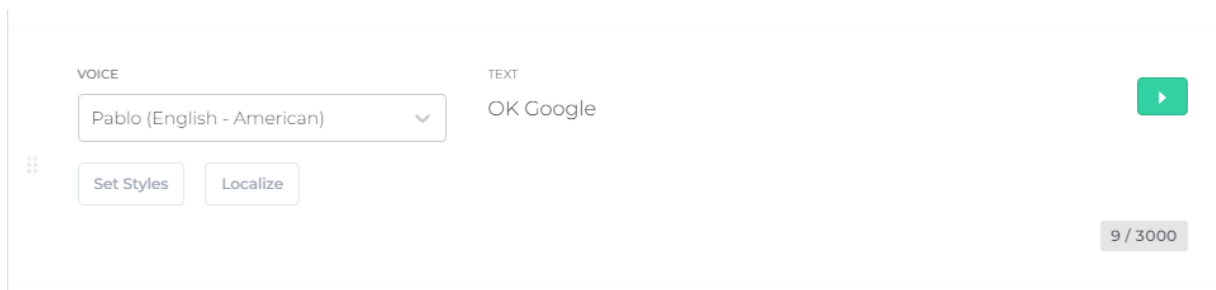 VOICE
Pablo (English - American)
Set Styles
Localize
TEXT
OK Google
9 / 3000